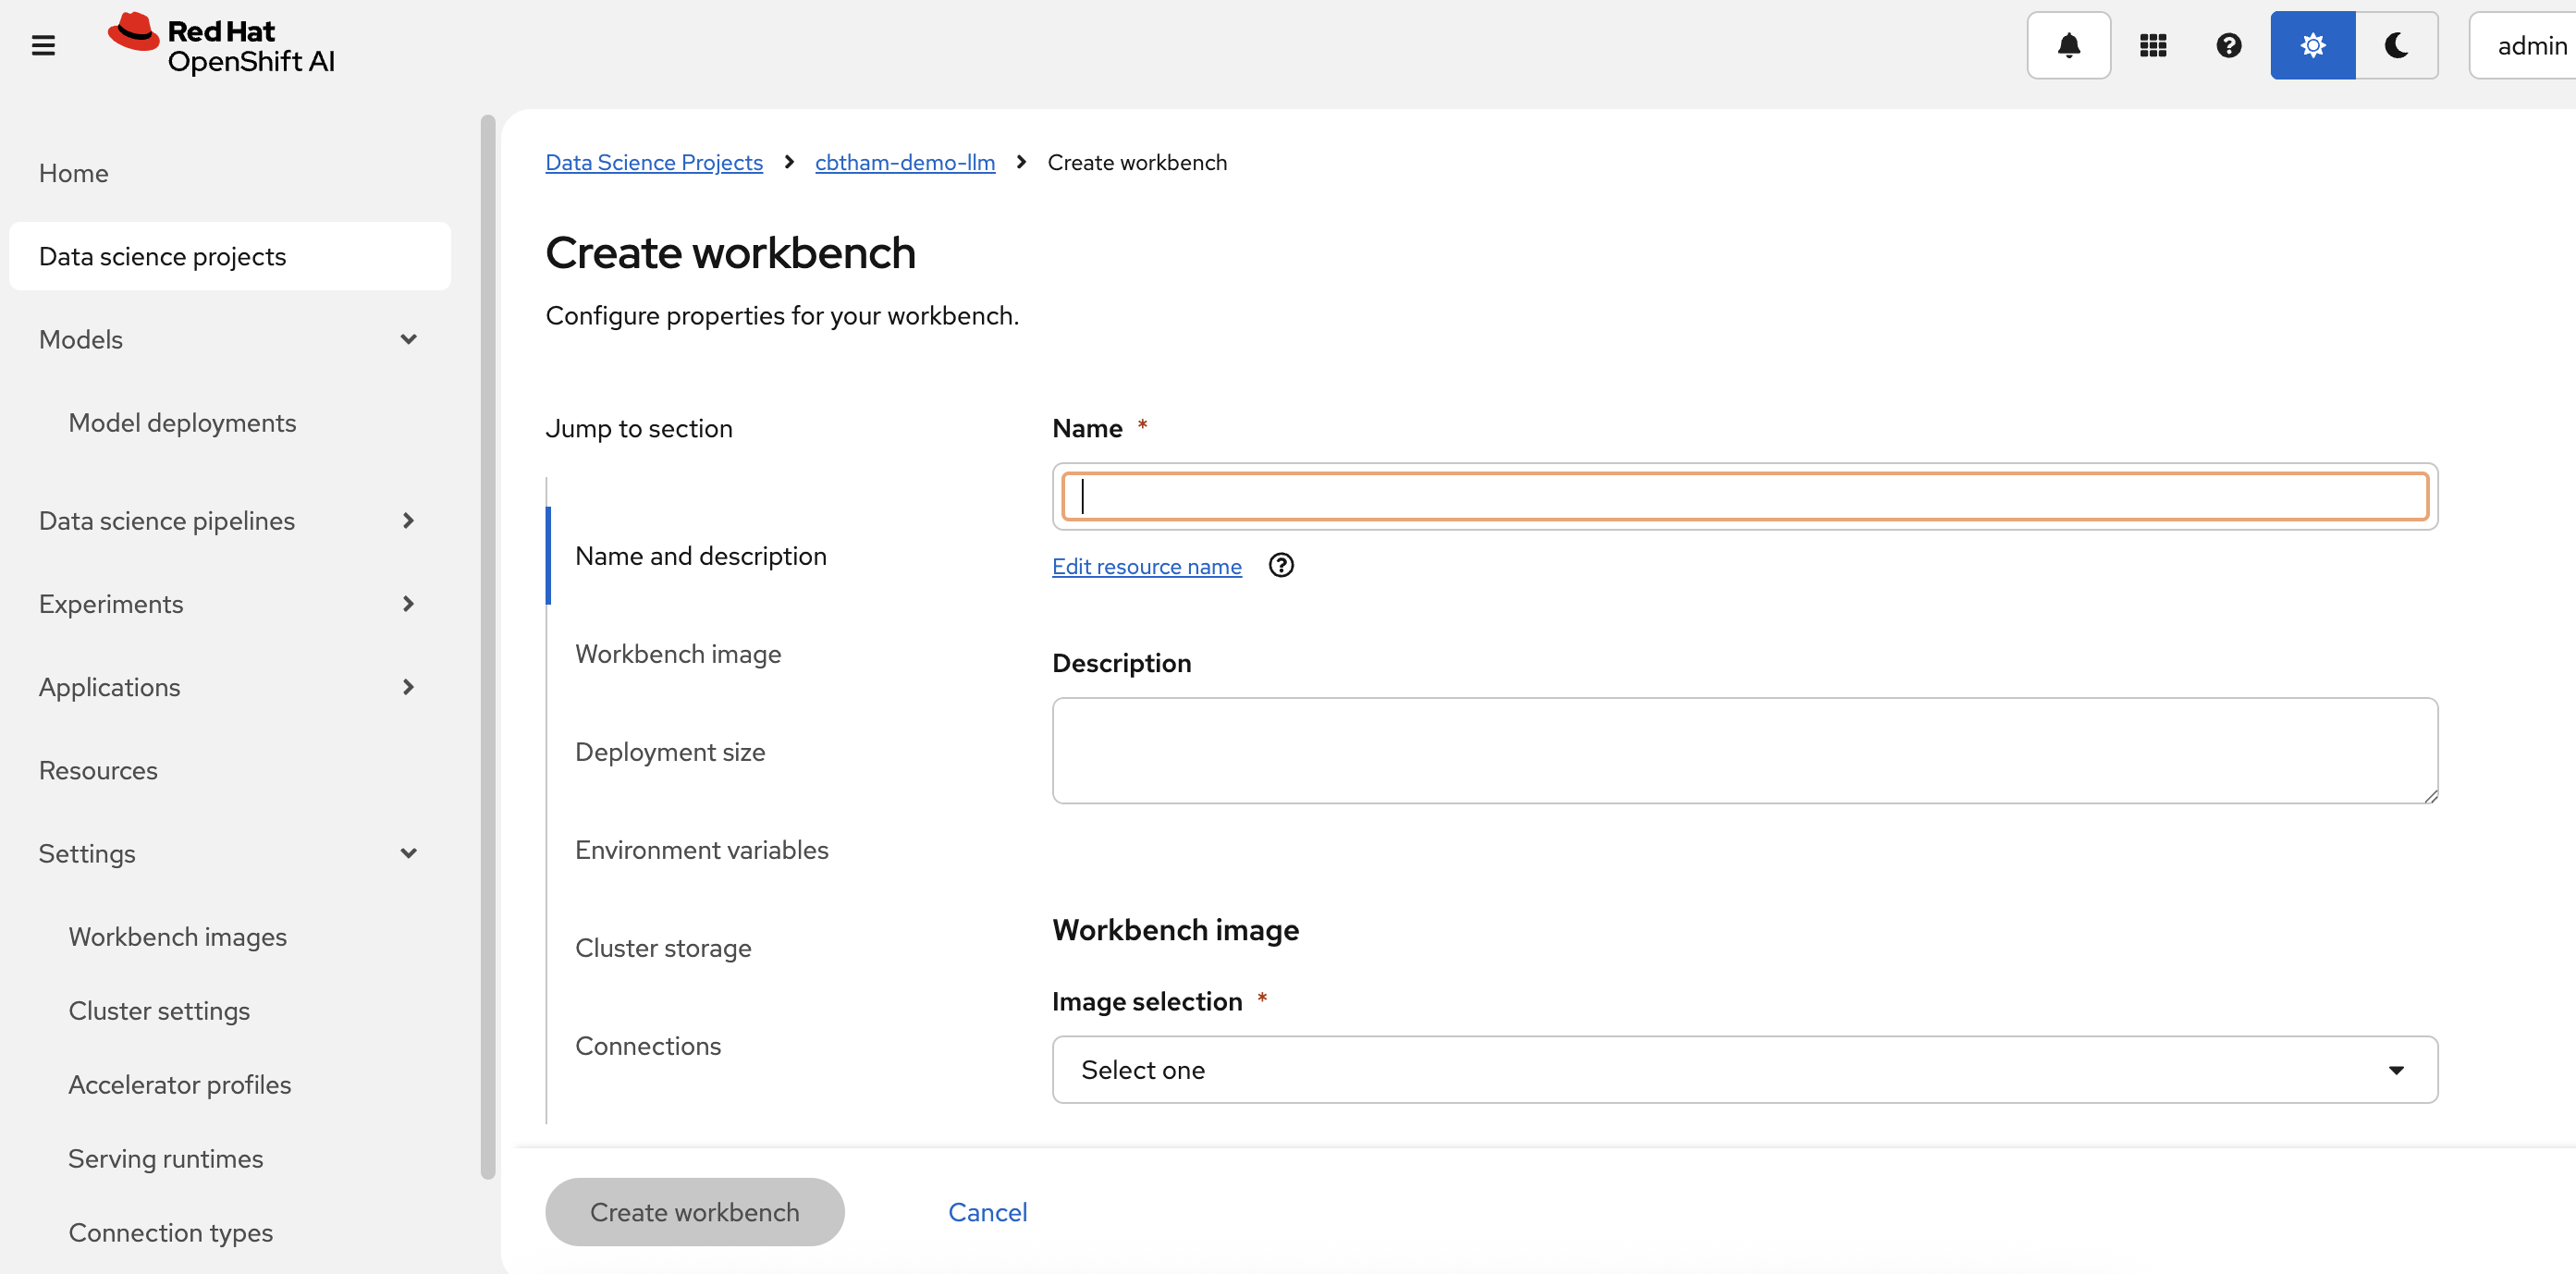 Red Hat
OpenShift AI
admin
Home
Data science projects
Models
Model deployments
Data science pipelines
Experiments
Applications
Resources
Settings
Workbench images
Cluster settings
Accelerator profiles
Serving runtimes
Connection types
Data Science Projects > cbtham-demo-llm > Create workbench
Create workbench
Configure properties for your workbench.
Jump to section
Name and description
Workbench image
Deployment size
Environment variables
Cluster storage
Connections
Name *
Edit resource name
Description
Workbench image
Image selection *
Select one
Create workbench
Cancel